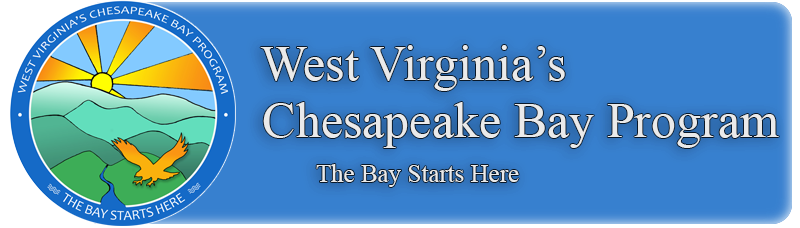 WEST VIRGINIA'S CHESAPEAKE BAY PROGRAM
THE BAY STARTS HERE
West Virginia's
Chesapeake Bay Program
The Bay Starts Here